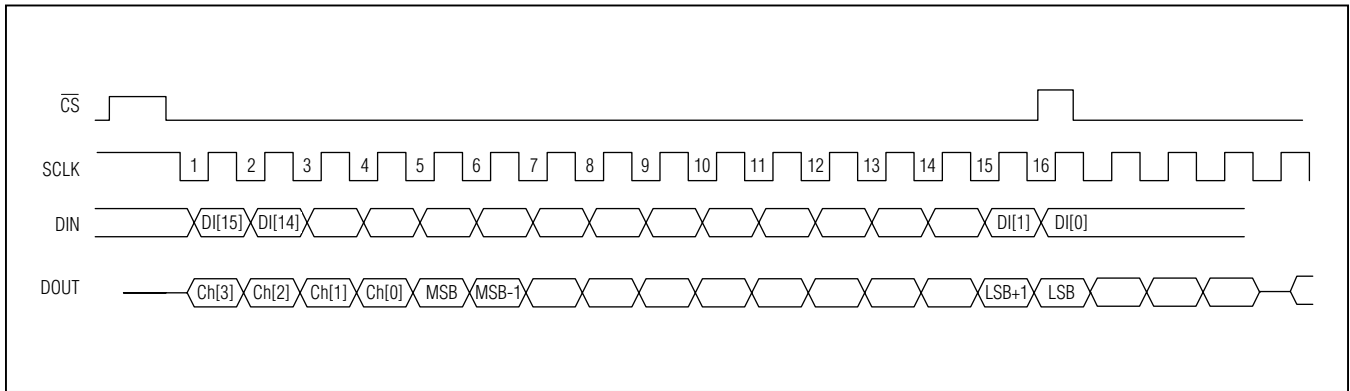 C̅S̅
SCLK 1 2 3 4 5 6 7 8 9 10 11 12 13 14 15 16
DIN DI[15] DI[14] DI[1] DI[0]
DOUT Ch[3] Ch[2] Ch[1] Ch[0] MSB MSB-1 LSB+1 LSB